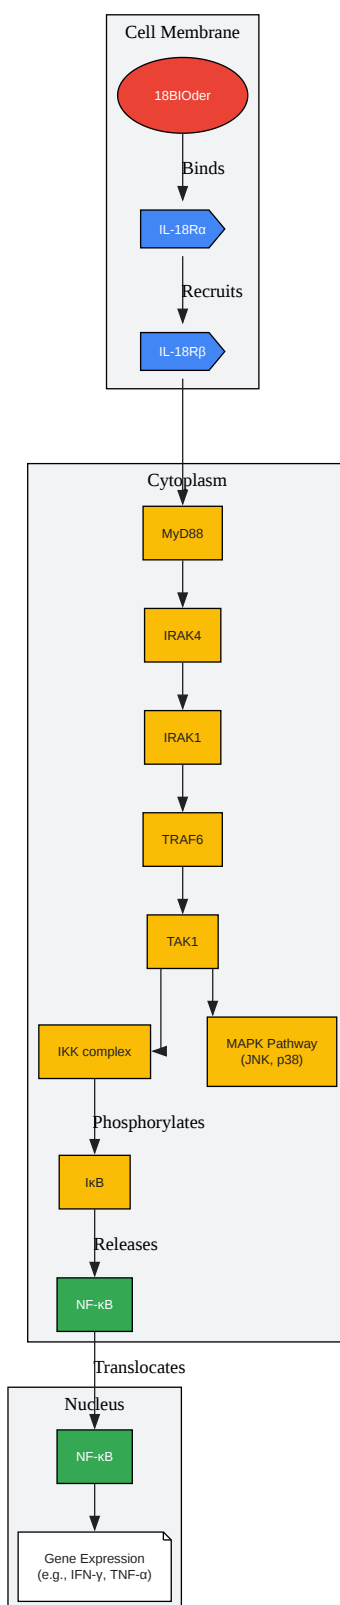 Cell Membrane
18BIOder
Binds
IL-18Rα
Recruits
IL-18Rβ
Cytoplasm
MyD88
IRAK4
IRAK1
TRAF6
TAK1
IKK complex
MAPK Pathway
(JNK, p38)
Phosphorylates
IκB
Releases
NF-κB
Translocates
Nucleus
NF-κB
Gene Expression
(e.g., IFN-γ, TNF-α)